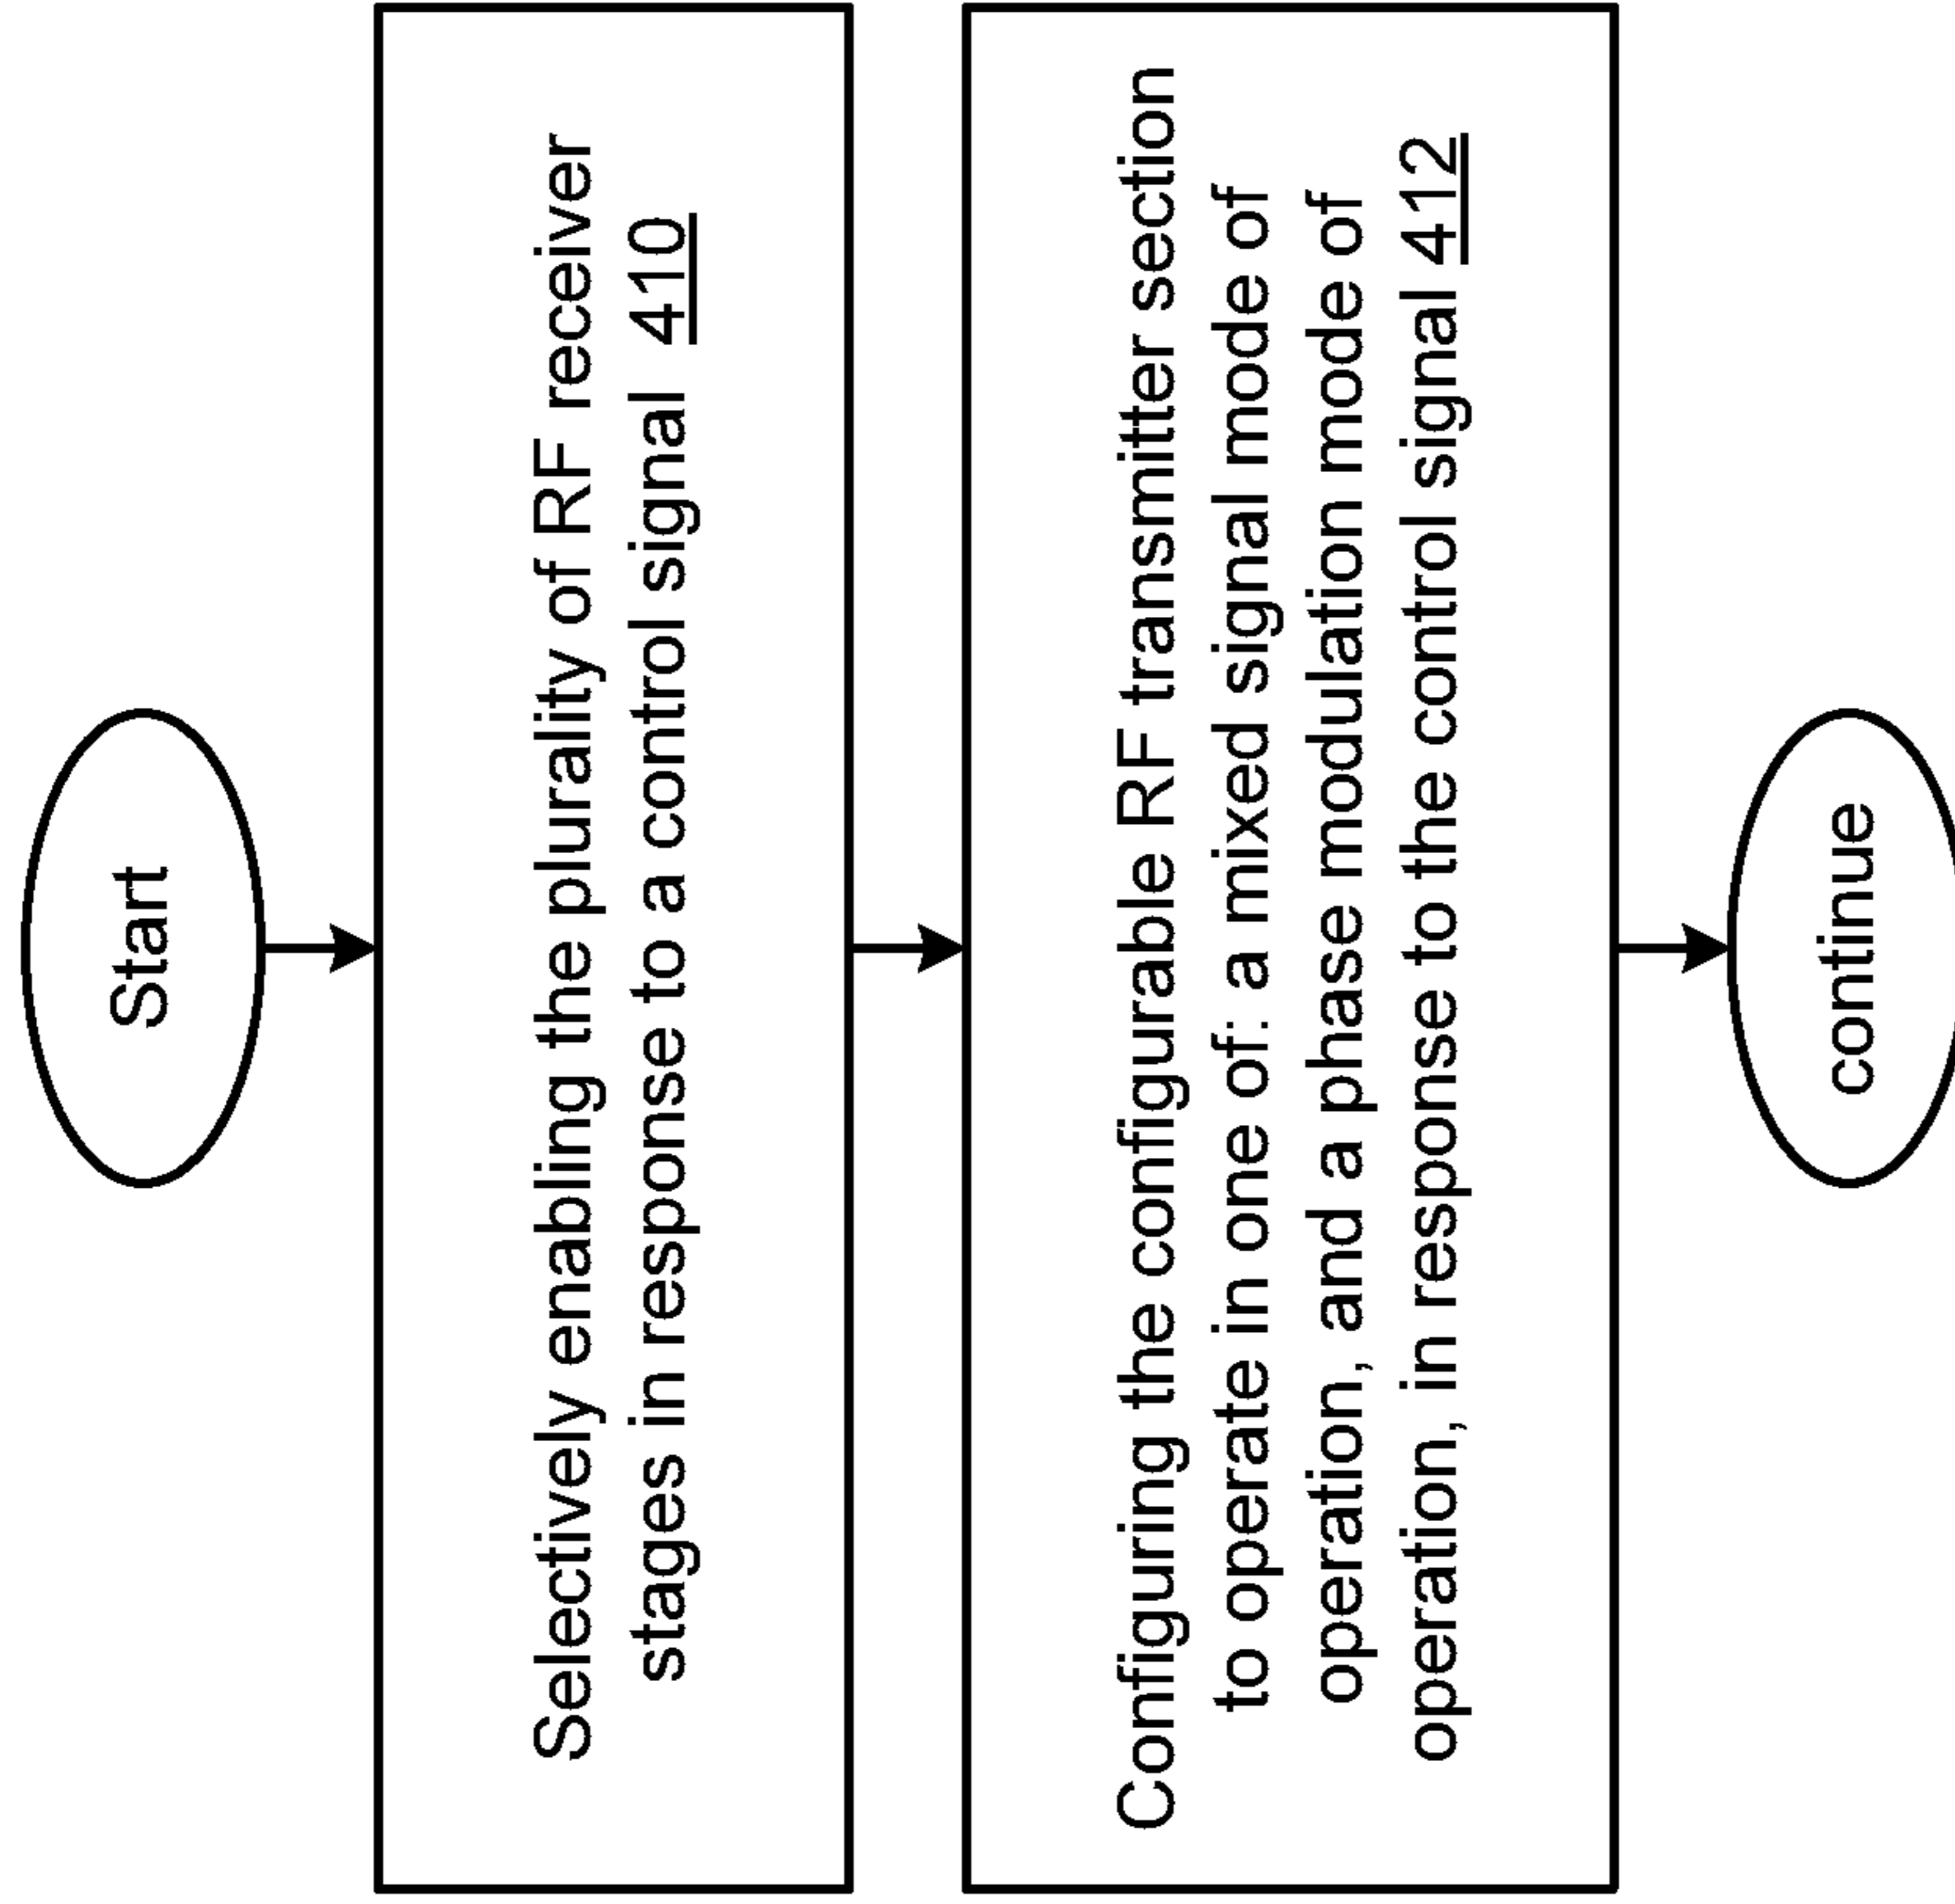 Start
Selectively enabling the plurality of RF receiver
stages in response to a control signal 410
Configuring the configurable RF transmitter section
to operate in one of: a mixed signal mode of
operation, and a phase modulation mode of
operation, in response to the control signal 412
continue